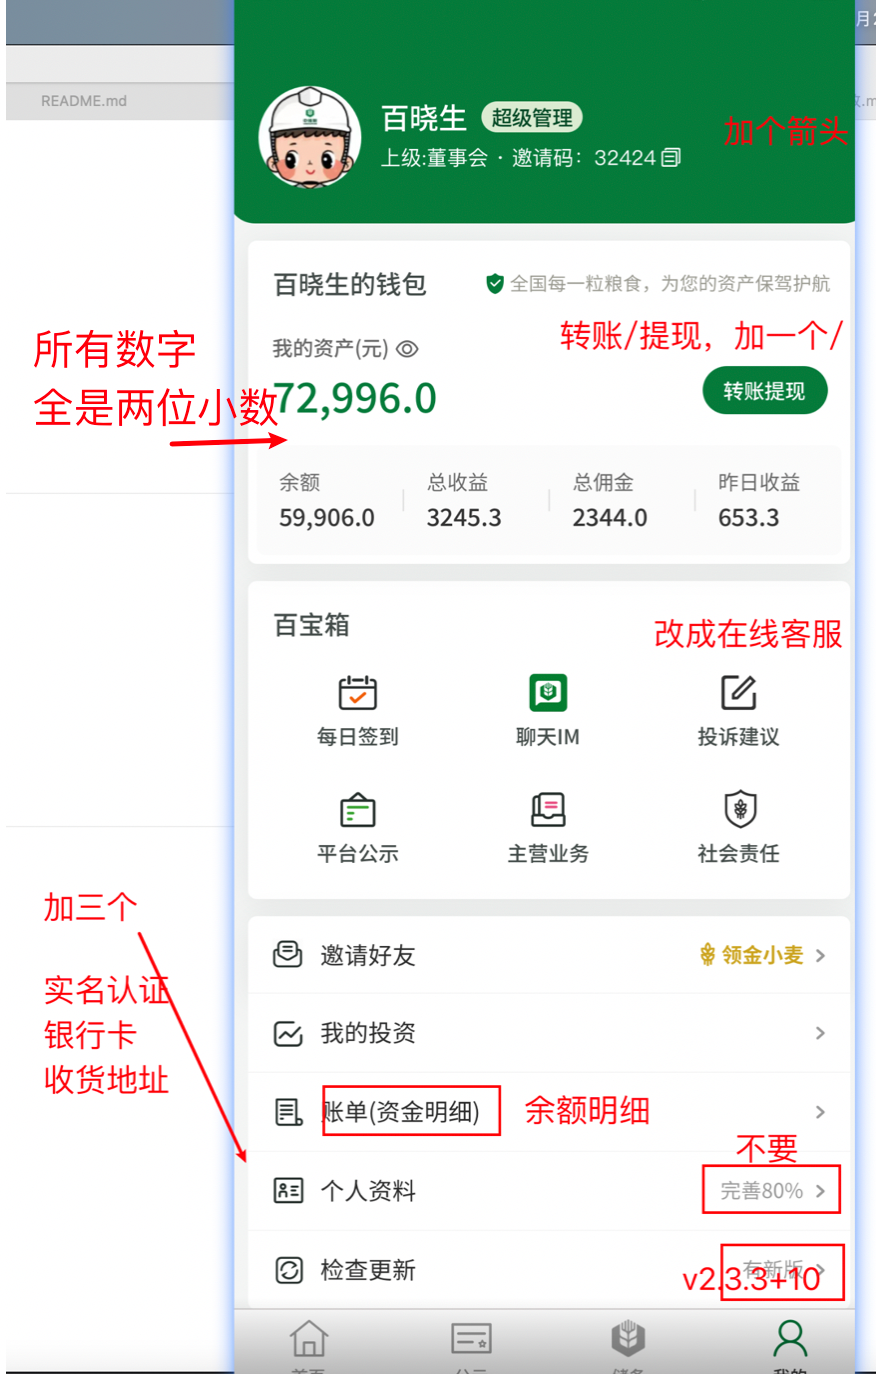 月2
README.md
改.m
百晓生 超级管理
加个箭头
上级:董事会 · 邀请码: 32424
百晓生的钱包
全国每一粒粮食，为您的资产保驾护航
所有数字
全是两位小数
转账/提现，加一个/
我的资产(元)
72,996.0
转账提现
余额 总收益 总佣金 昨日收益
59,906.0 3245.3 2344.0 653.3
百宝箱
改成在线客服
每日签到 聊天IM 投诉建议
平台公示 主营业务 社会责任
加三个
实名认证
银行卡
收货地址
邀请好友 领金小麦
我的投资
账单(资金明细) 余额明细
不要
个人资料 完善80%
检查更新 有新版
v2.3.3+10
我的